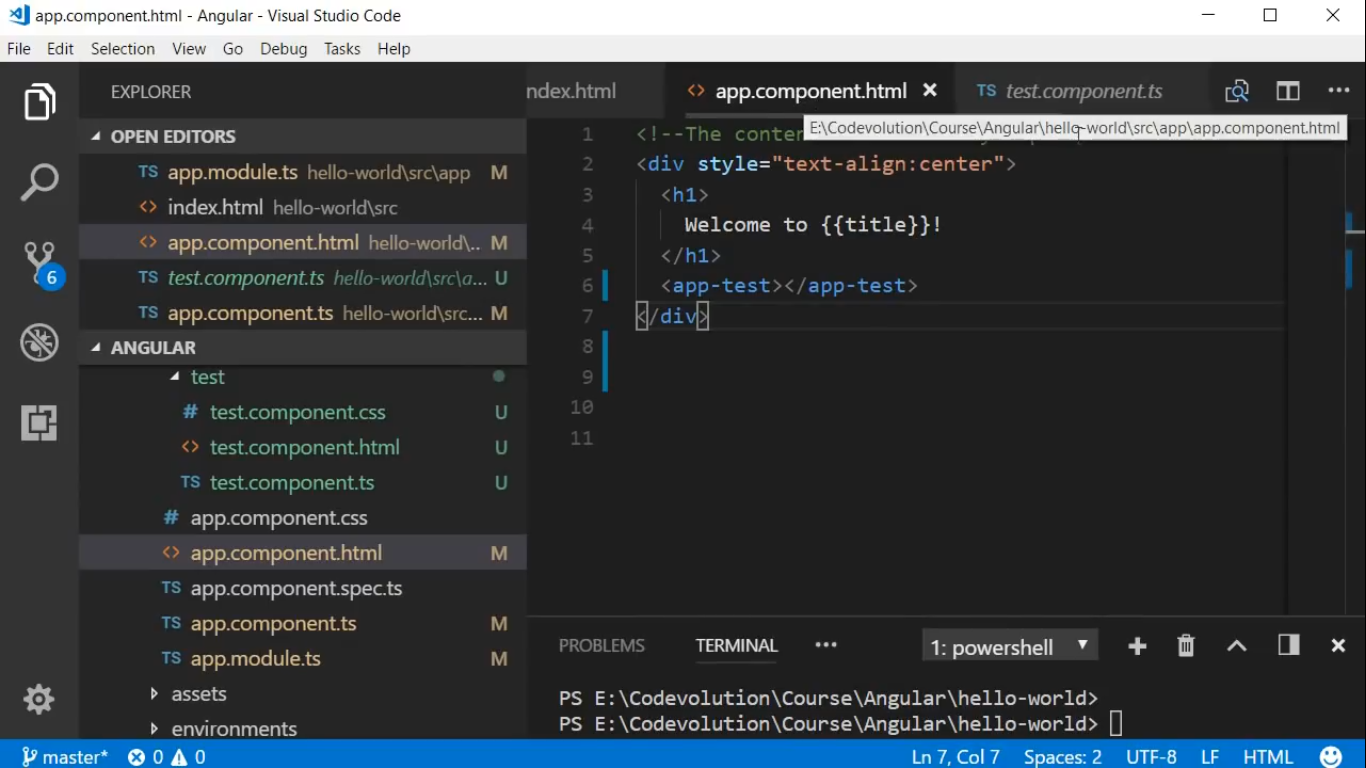 app.component.html - Angular - Visual Studio Code
File Edit Selection View Go Debug Tasks Help
EXPLORER
OPEN EDITORS
TS app.module.ts hello-world\src\app M
<> index.html hello-world\src
<> app.component.html hello-world\.. M
TS test.component.ts hello-world\src\a... U
TS app.component.ts hello-world\src... M
ANGULAR
test
# test.component.css U
<> test.component.html U
TS test.component.ts U
# app.component.css
<> app.component.html M
TS app.component.spec.ts
TS app.component.ts M
TS app.module.ts M
assets
environments
6
ndex.html <> app.component.html TS test.component.ts
E:\Codevolution\Course\Angular\hello-world\src\app\app.component.html
1 <!--The conten
2 <div style="text-align:center">
3 <h1>
4 Welcome to {{title}}!
5 </h1>
6 <app-test></app-test>
7 </div>
8
9
10
11
PROBLEMS TERMINAL ... 1: powershell
PS E:\Codevolution\Course\Angular\hello-world>
PS E:\Codevolution\Course\Angular\hello-world>
master* 0 0 Ln 7, Col 7 Spaces: 2 UTF-8 LF HTML